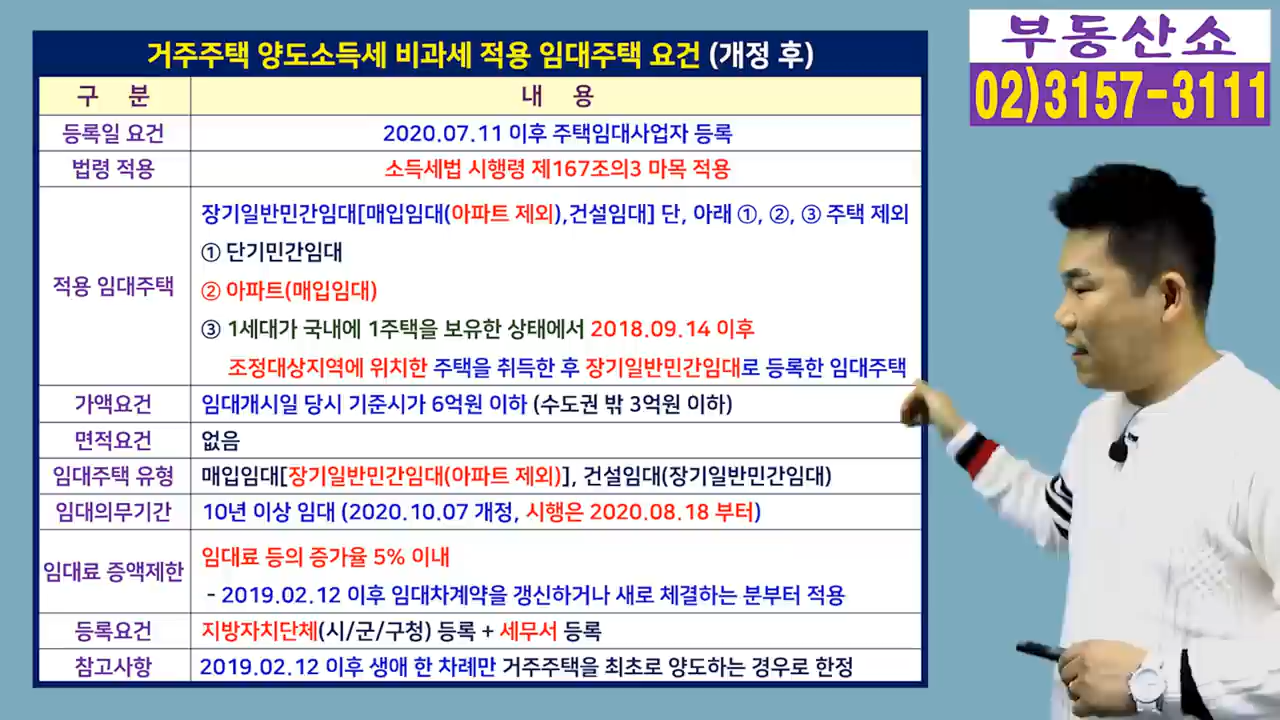 부동산쇼
02)3157-3111
거주주택 양도소득세 비과세 적용 임대주택 요건 (개정 후)
구 분 내 용
등록일 요건 2020.07.11 이후 주택임대사업자 등록
법령 적용 소득세법 시행령 제167조의3 마목 적용
적용 임대주택
장기일반민간임대[매입임대(아파트 제외),건설임대] 단, 아래 ①, ②, ③ 주택 제외
① 단기민간임대
② 아파트(매입임대)
③ 1세대가 국내에 1주택을 보유한 상태에서 2018.09.14 이후
조정대상지역에 위치한 주택을 취득한 후 장기일반민간임대로 등록한 임대주택
가액요건 임대개시일 당시 기준시가 6억원 이하 (수도권 밖 3억원 이하)
면적요건 없음
임대주택 유형 매입임대[장기일반민간임대(아파트 제외)], 건설임대(장기일반민간임대)
임대의무기간 10년 이상 임대 (2020.10.07 개정, 시행은 2020.08.18 부터)
임대료 증액제한
임대료 등의 증가율 5% 이내
- 2019.02.12 이후 임대차계약을 갱신하거나 새로 체결하는 분부터 적용
등록요건 지방자치단체(시/군/구청) 등록 + 세무서 등록
참고사항 2019.02.12 이후 생애 한 차례만 거주주택을 최초로 양도하는 경우로 한정